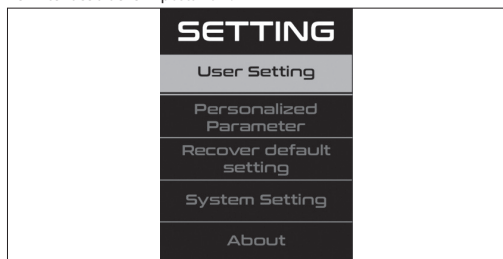 SETTING
User Setting
Personalized
Parameter
Recover default
setting
System Setting
About